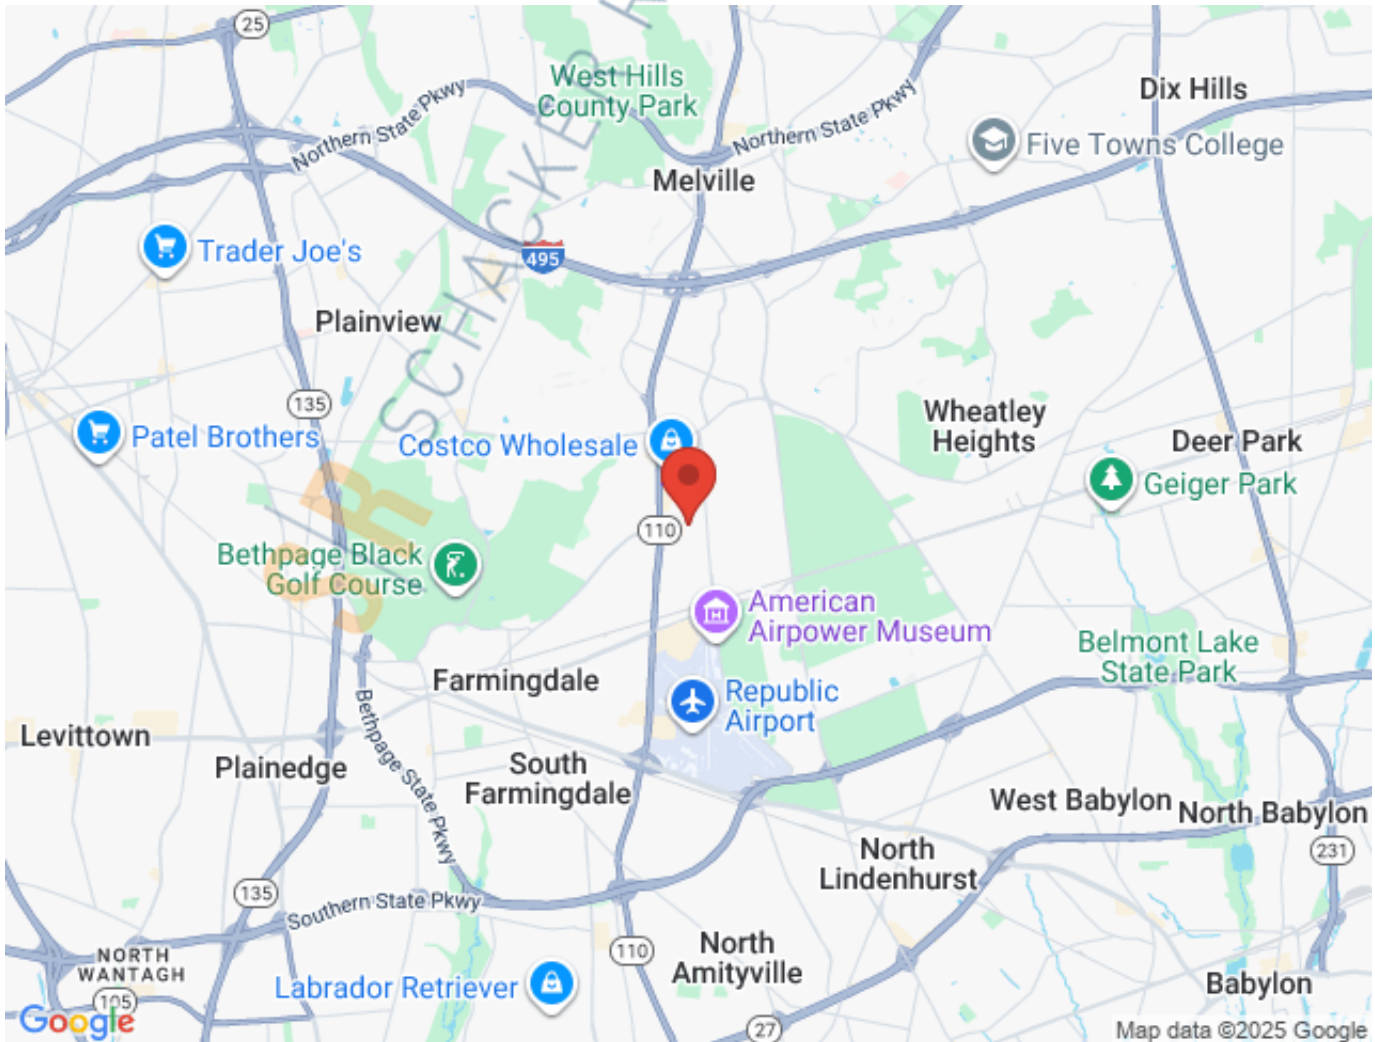 25
West Hills
County Park
Dix Hills
Northern State Pkwy
Northern State Pkwy
Five Towns College
Melville
Trader Joe's
495
Plainview
SCHACKER R
135
Wheatley
Heights
Patel Brothers
Costco Wholesale
Deer Park
Geiger Park
SR
110
Bethpage Black
Golf Course
American
Airpower Museum
Belmont Lake
State Park
Farmingdale
Republic
Airport
Levittown
Bethpage State Pkwy
Plainedge
South
Farmingdale
West Babylon
North Babylon
North
Lindenhurst
231
135
Southern State Pkwy
NORTH
WANTAGH
110
North
Amityville
Labrador Retriever
Babylon
105
Google
27
Map data ©2025 Google